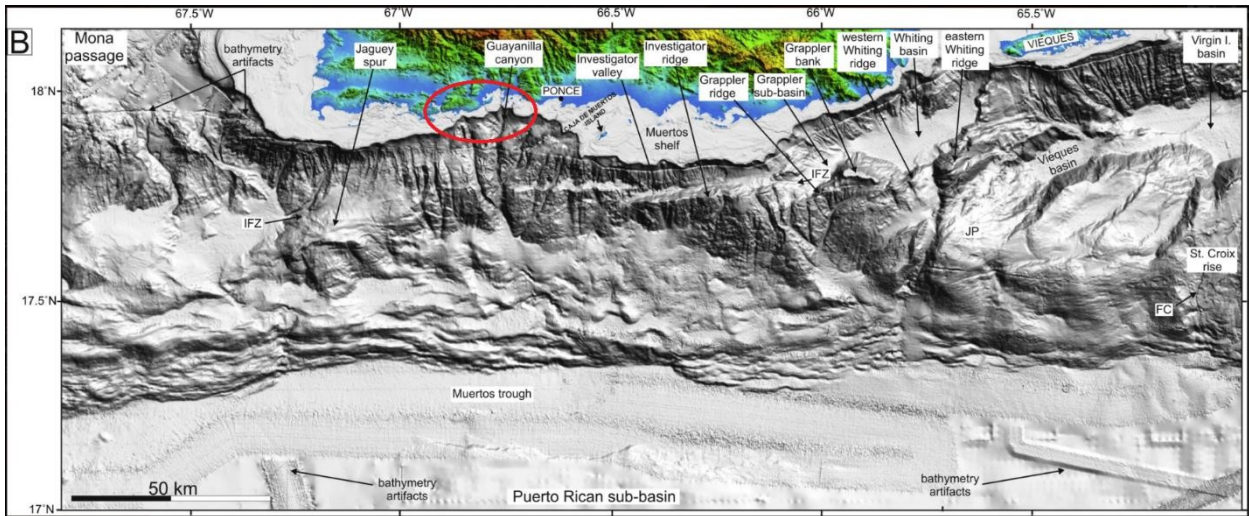 67.5°W
67.0°W
66.5°W
66°W
65.5°W
B
Mona
passage
bathymetry
artifacts
Jaguey
spur
Guayanilla
canyon
Investigator
valley
Investigator
ridge
Grappler
ridge
Grappler
bank
Grappler
sub-basin
western
Whiting
ridge
Whiting
basin
eastern
Whiting
ridge
VIEQUES
Virgin I.
basin
18°N
PONCE
CAJA DE MUERTOS
ISLAND
Muertos
shelf
IFZ
Vieques
basin
IFZ
JP
St. Croix
rise
FC
17.5°N
Muertos trough
bathymetry
artifacts
bathymetry
artifacts
50 km
Puerto Rican sub-basin
17°N